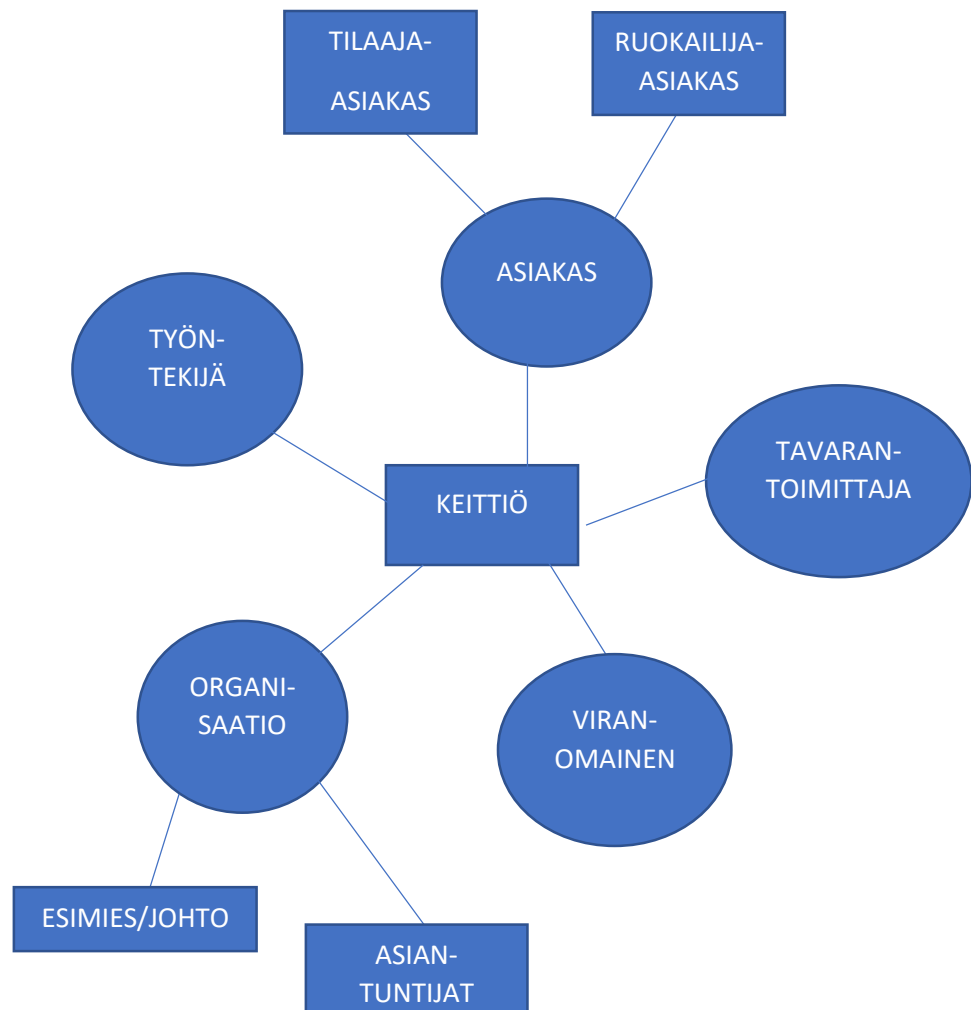 TILAAJA-
ASIAKAS
RUOKAILIJA-
ASIAKAS
ASIAKAS
TYÖN-
TEKIJÄ
TAVARAN-
TOIMITTAJA
KEITTIÖ
ORGANI-
SAATIO
VIRAN-
OMAINEN
ESIMIES/JOHTO
ASIAN-
TUNTIJAT